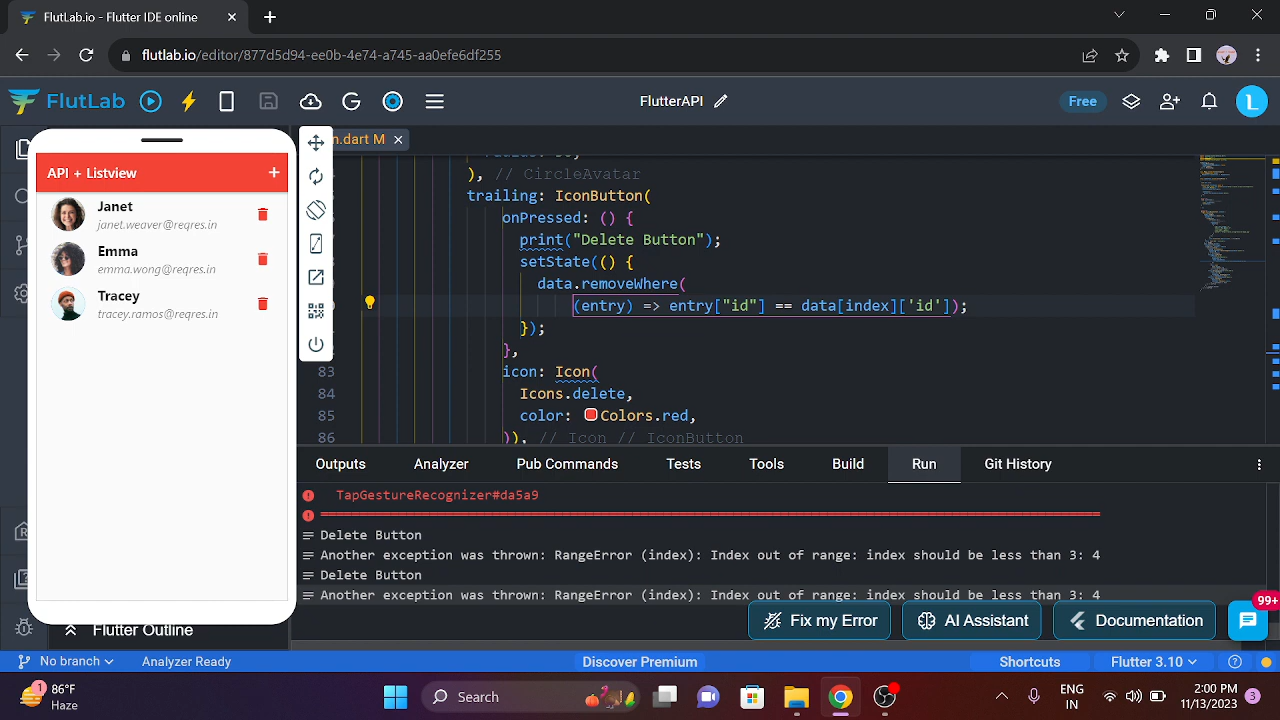 FlutLab.io - Flutter IDE online
flutlab.io/editor/877d5d94-ee0b-4e74-a745-aa0efe6df255
FlutLab
FlutterAPI
Free
L
API + Listview
+
Janet
janet.weaver@reqres.in
Emma
emma.wong@reqres.in
Tracey
tracey.ramos@reqres.in
n.dart M
), // CircleAvatar
trailing: IconButton(
onPressed: () {
print("Delete Button");
setState(() {
data.removeWhere(
(entry) => entry["id"] == data[index]['id']);
});
},
83 icon: Icon(
84 Icons.delete,
85 color: Colors.red,
86 )), // Icon // IconButton
Outputs Analyzer Pub Commands Tests Tools Build Run Git History
TapGestureRecognizer#da5a9
Delete Button
Another exception was thrown: RangeError (index): Index out of range: index should be less than 3: 4
Delete Button
Another exception was thrown: RangeError (index): Index out of range: index should be less than 3: 4
99+
Fix my Error AI Assistant Documentation
Flutter Outline
No branch Analyzer Ready Discover Premium Shortcuts Flutter 3.10
1
86°F
Haze
Search
ENG
IN
2:00 PM
11/13/2023
3